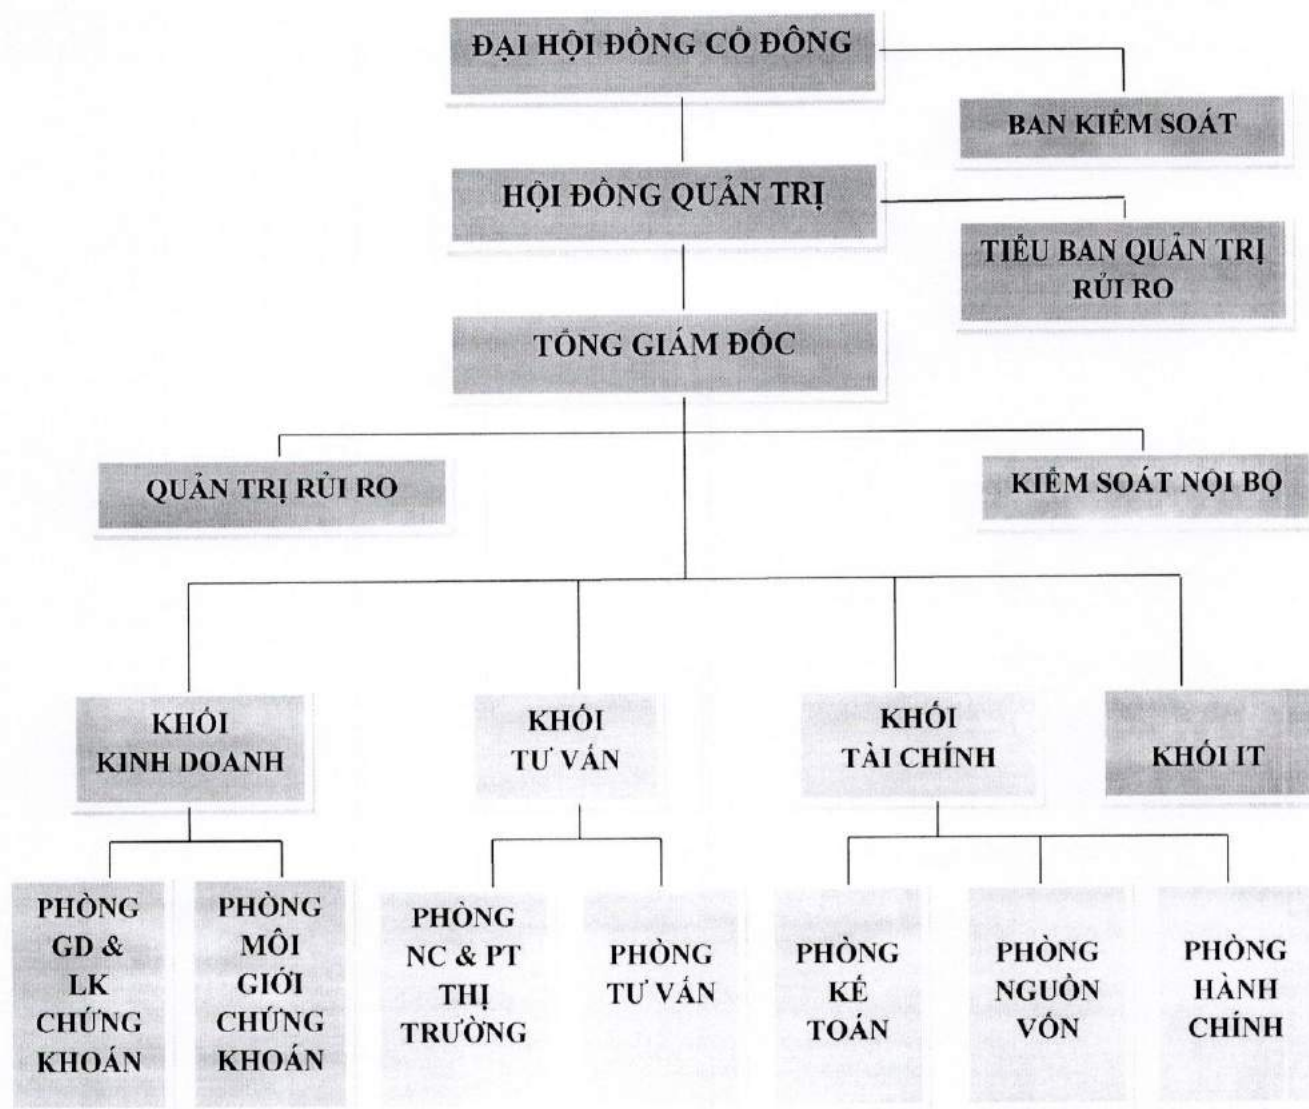 ĐẠI HỘI ĐỒNG CỔ ĐÔNG
BAN KIỂM SOÁT
HỘI ĐỒNG QUẢN TRỊ
TIỂU BAN QUẢN TRỊ
RỦI RO
TỔNG GIÁM ĐỐC
QUẢN TRỊ RỦI RO
KIỂM SOÁT NỘI BỘ
KHỐI
KINH DOANH
KHỐI
TƯ VẤN
KHỐI
TÀI CHÍNH
KHỐI IT
PHÒNG
GD &
LK
CHỨNG
KHOÁN
PHÒNG
MÔI
GIỚI
CHỨNG
KHOÁN
PHÒNG
NC & PT
THỊ
TRƯỜNG
PHÒNG
TƯ VẤN
PHÒNG
KẾ
TOÁN
PHÒNG
NGUỒN
VỐN
PHÒNG
HÀNH
CHÍNH